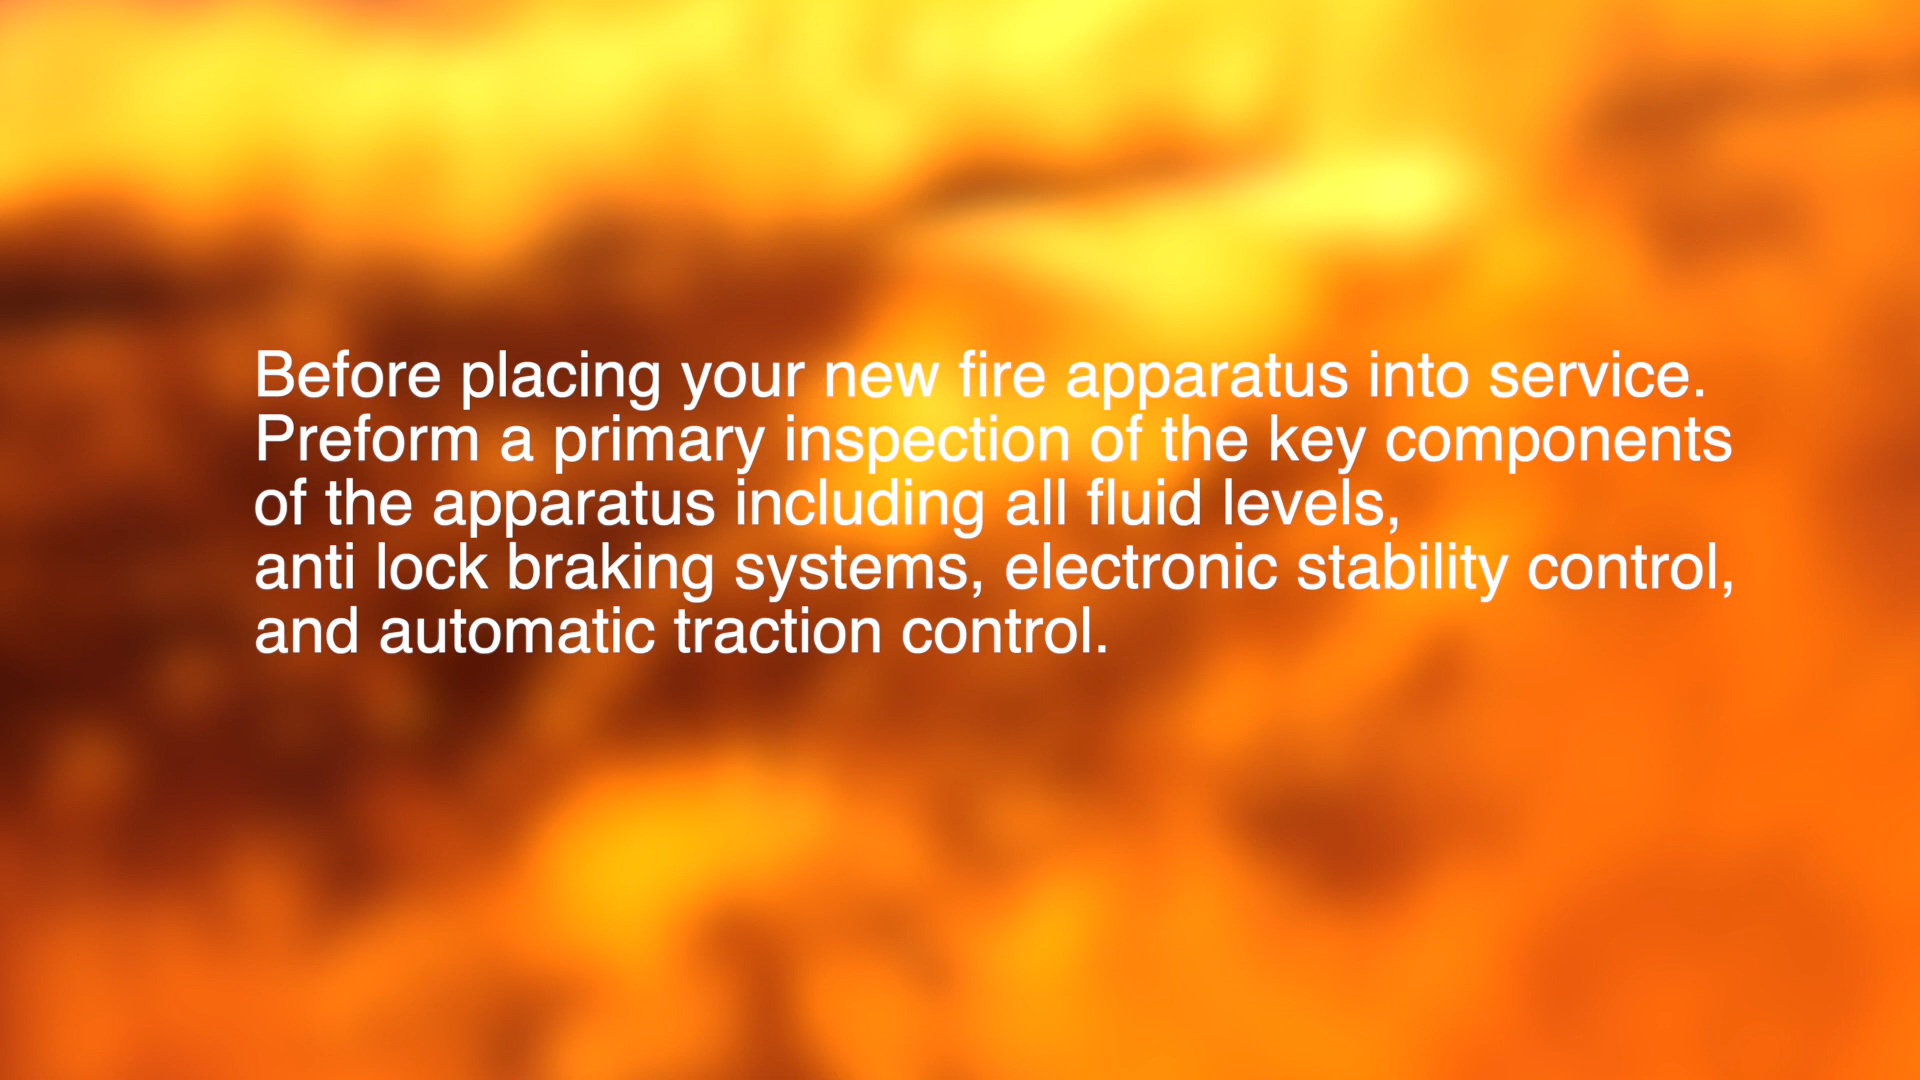 Before placing your new fire apparatus into service.
Preform a primary inspection of the key components
of the apparatus including all fluid levels,
anti lock braking systems, electronic stability control,
and automatic traction control.